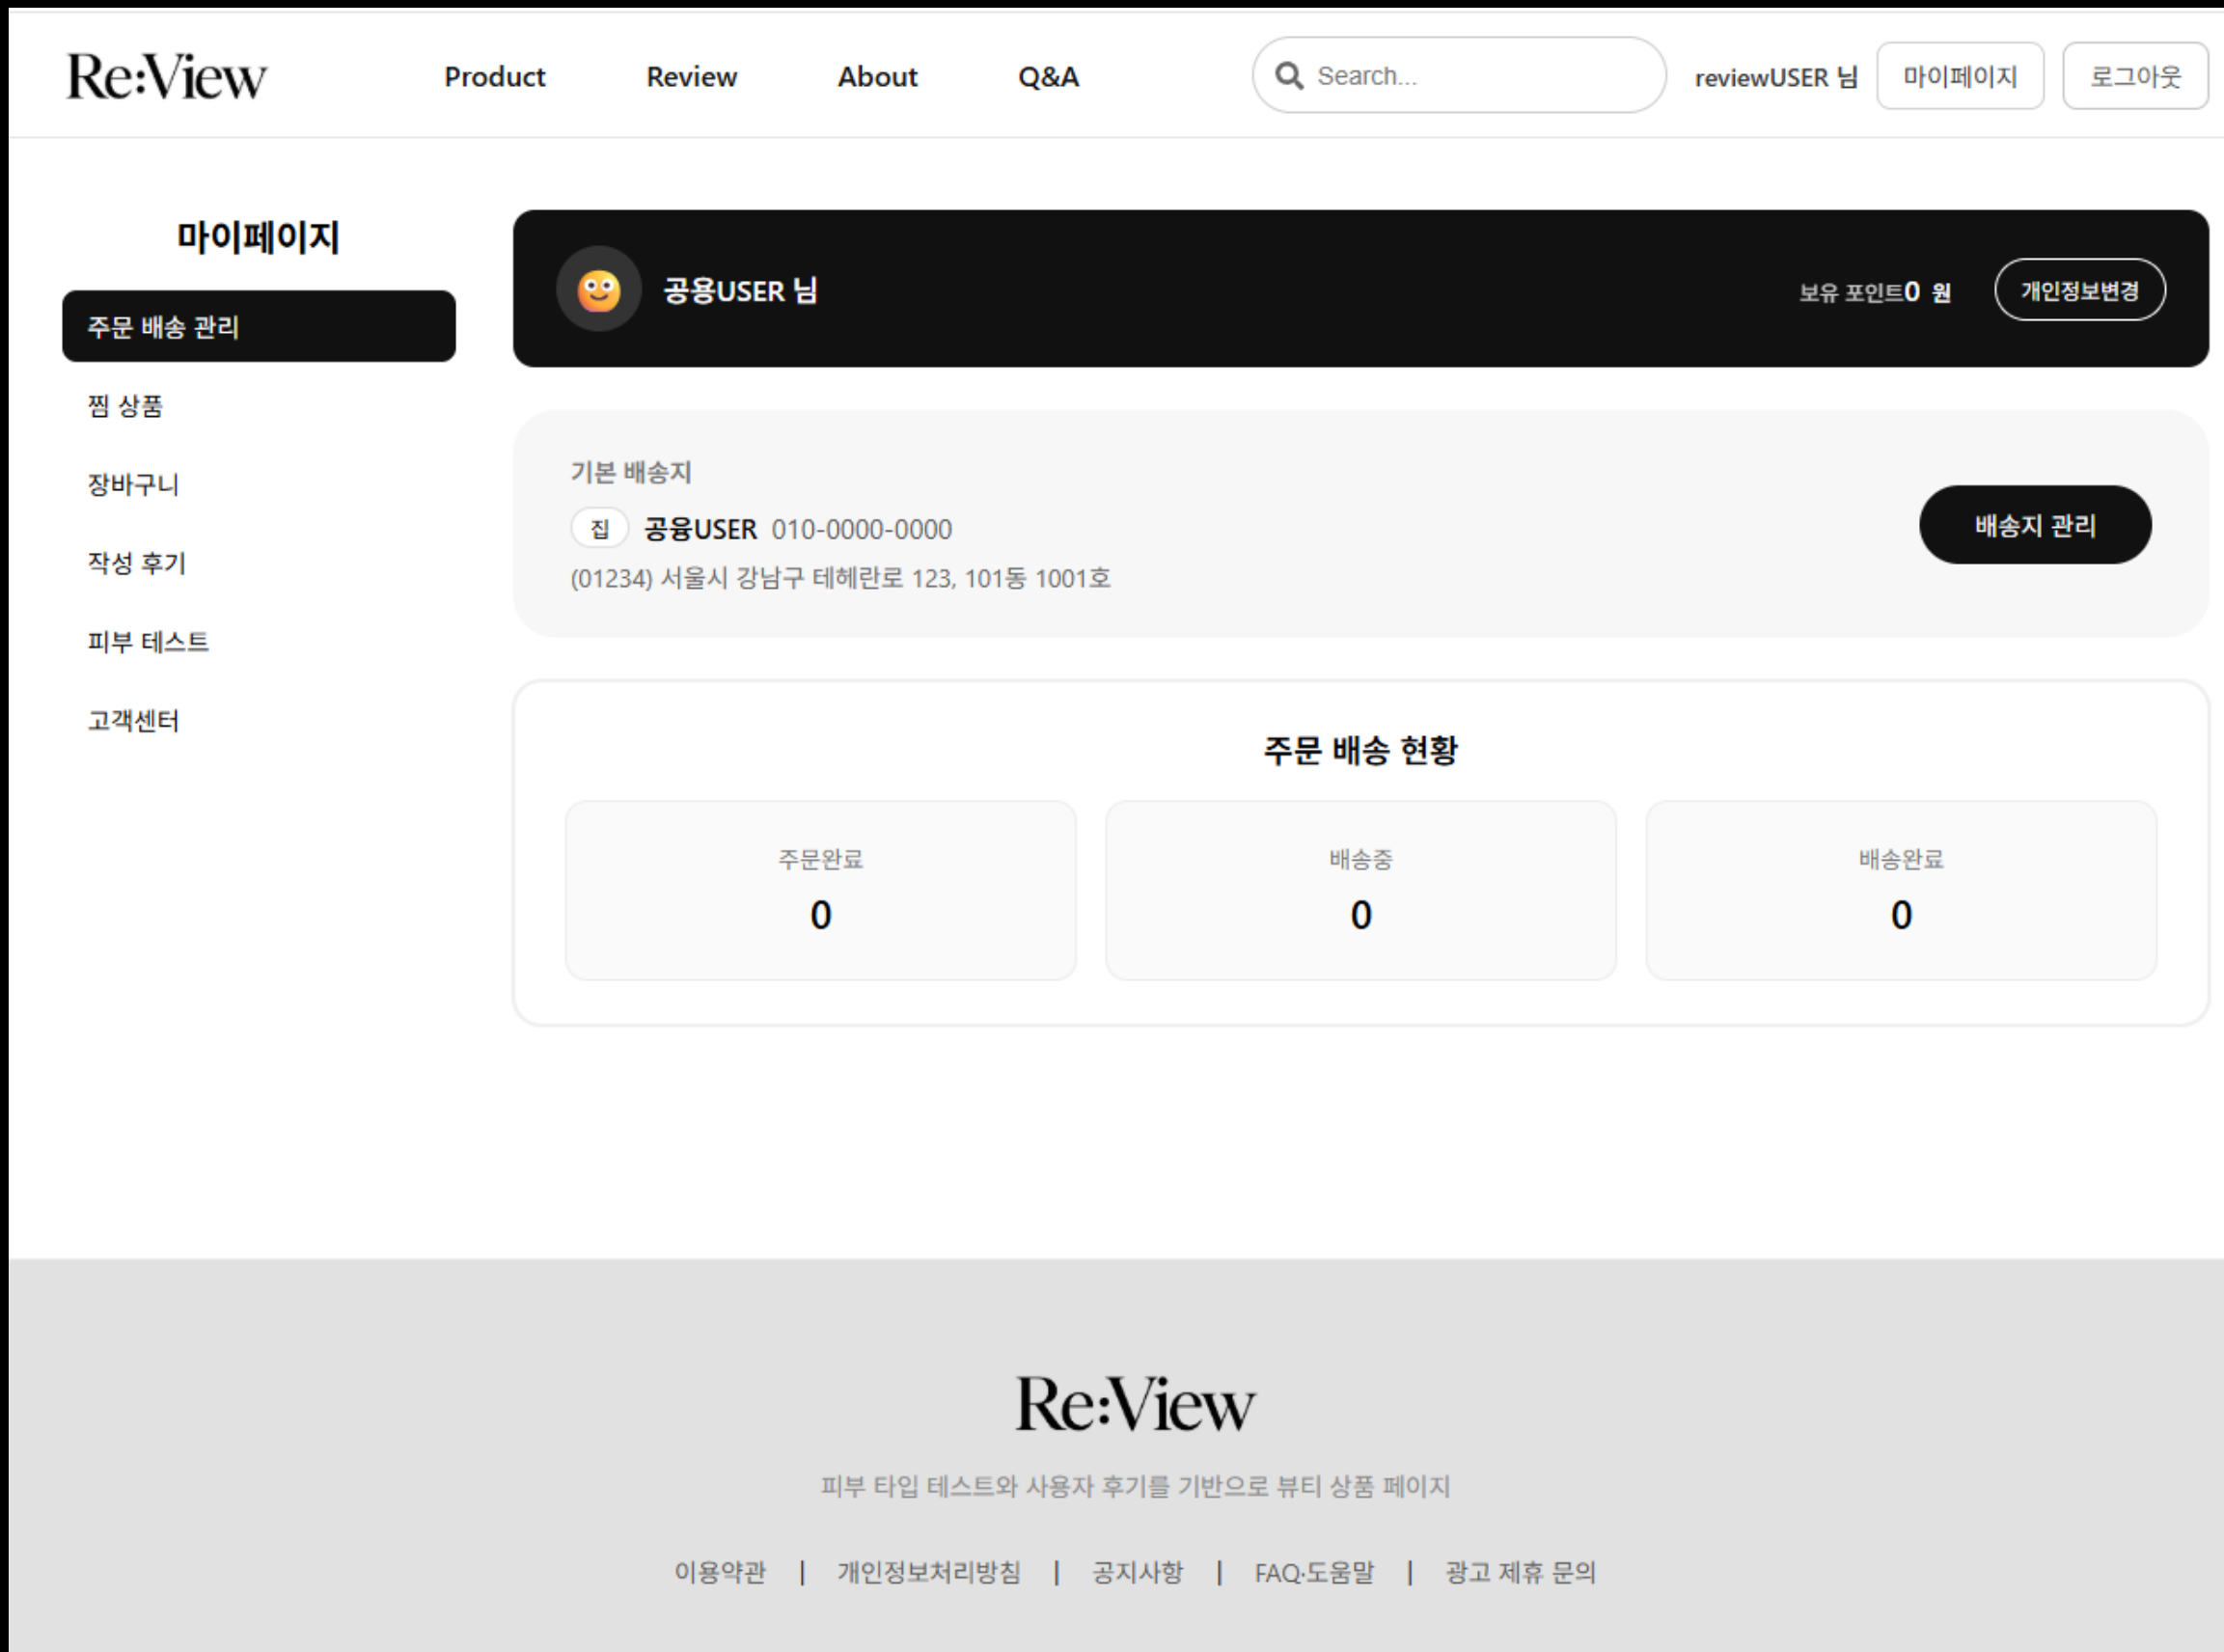 Re:View
Product
Review
About
Q&A
Search...
reviewUSER 님
마이페이지
로그아웃
마이페이지
주문 배송 관리
찜 상품
장바구니
작성 후기
피부 테스트
고객센터
공용USER 님
보유 포인트0 원
개인정보변경
기본 배송지
집 공용USER 010-0000-0000
(01234) 서울시 강남구 테헤란로 123, 101동 1001호
배송지 관리
주문 배송 현황
주문완료
0
배송중
0
배송완료
0
Re:View
피부 타입 테스트와 사용자 후기를 기반으로 뷰티 상품 페이지
이용약관 | 개인정보처리방침 | 공지사항 | FAQ·도움말 | 광고 제휴 문의